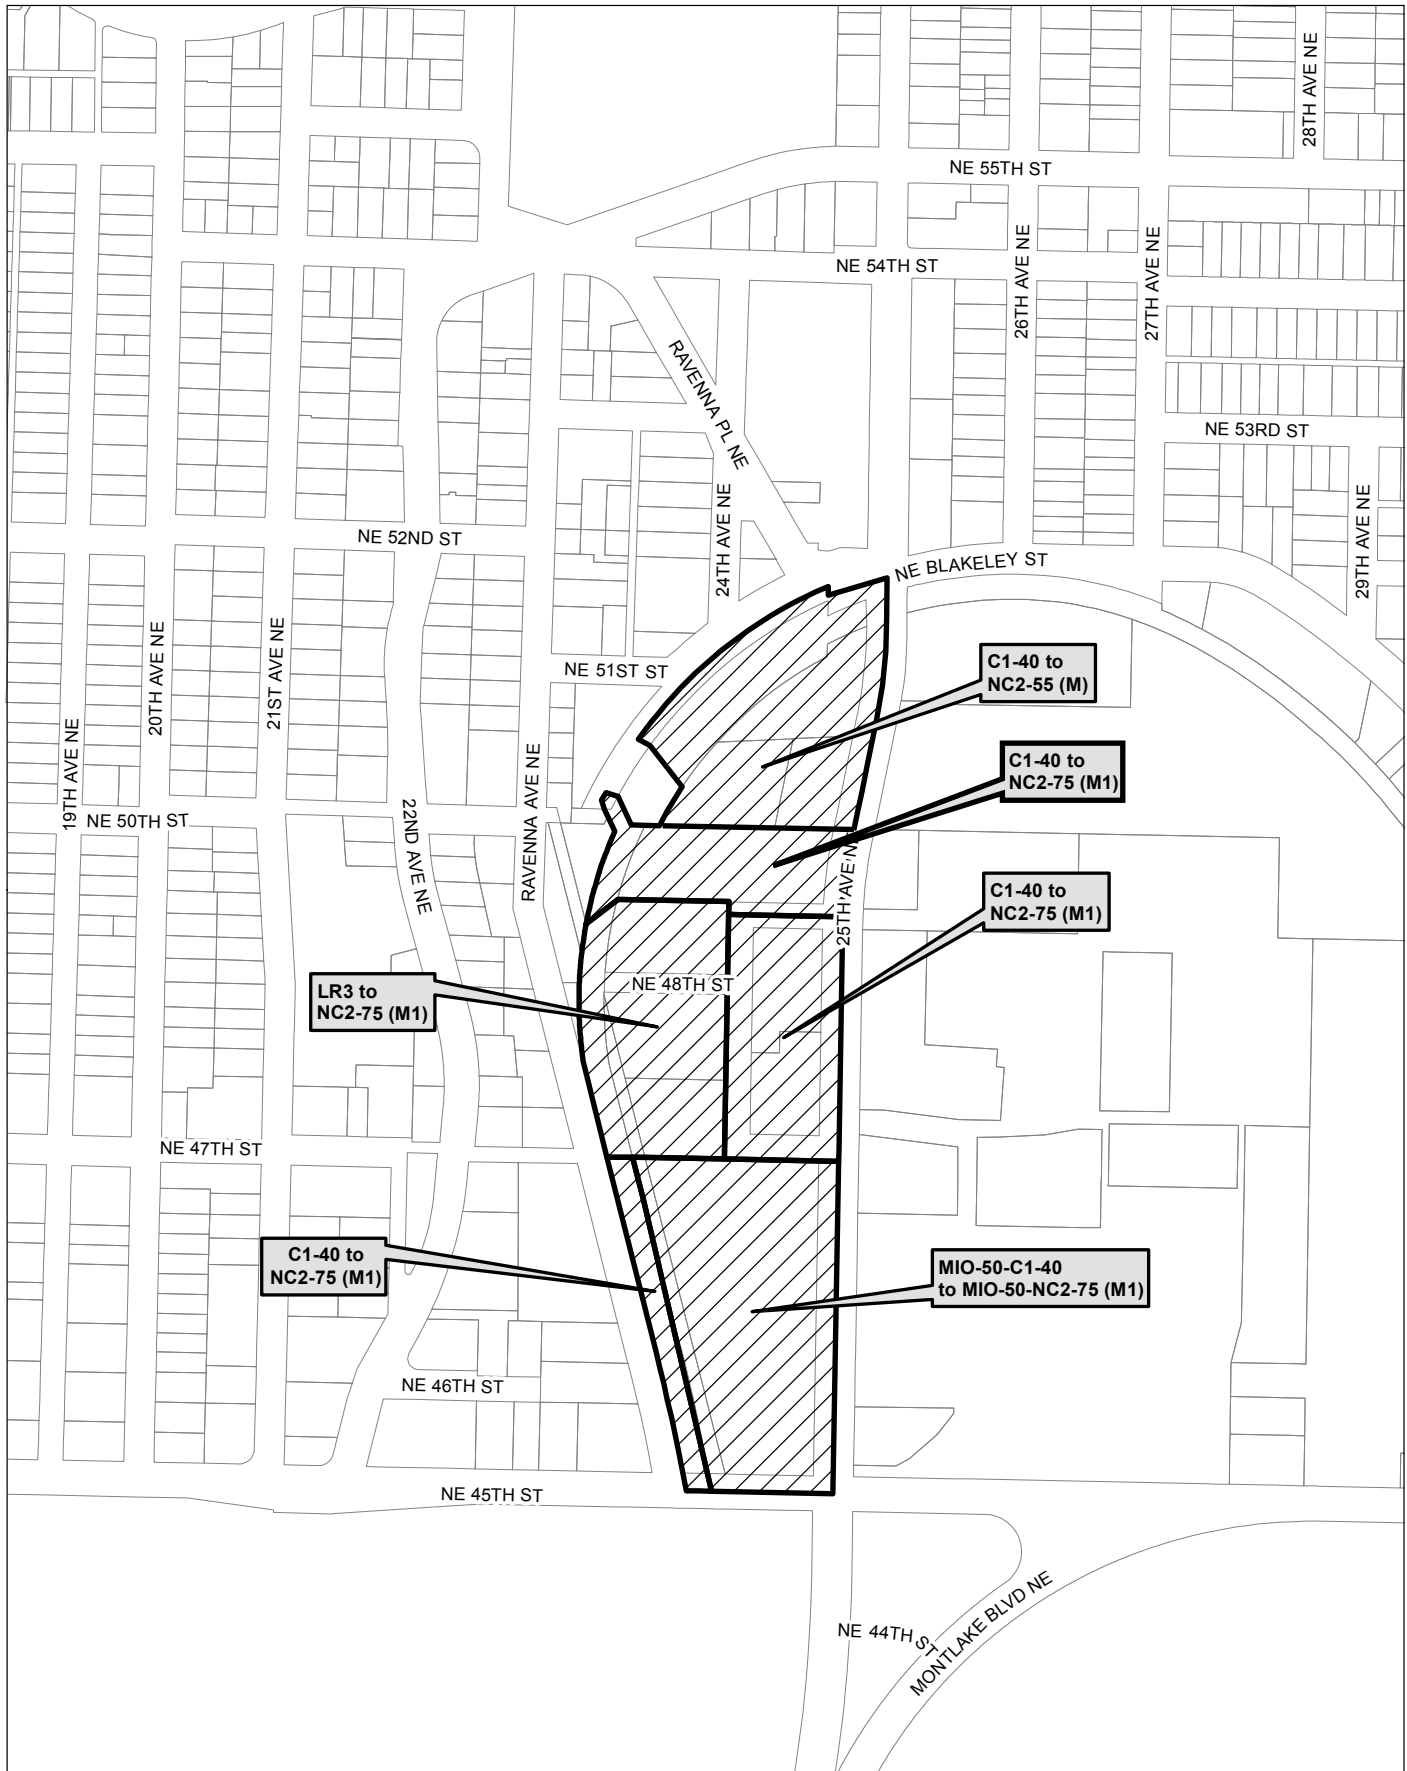 28TH AVE NE
NE 55TH ST
NE 54TH ST
26TH AVE NE
27TH AVE NE
RAVENNA PL NE
NE 53RD ST
24TH AVE NE
29TH AVE NE
NE 52ND ST
NE BLAKELEY ST
19TH AVE NE
20TH AVE NE
21ST AVE NE
NE 51ST ST
C1-40 to
NC2-55 (M)
C1-40 to
NC2-75 (M1)
RAVENNA AVE NE
NE 50TH ST
22ND AVE NE
25TH AVE N
C1-40 to
NC2-75 (M1)
LR3 to
NC2-75 (M1)
NE 48TH ST
NE 47TH ST
C1-40 to
NC2-75 (M1)
MIO-50-C1-40
to MIO-50-NC2-75 (M1)
NE 46TH ST
NE 45TH ST
NE 44TH ST
MONTLAKE BLVD NE